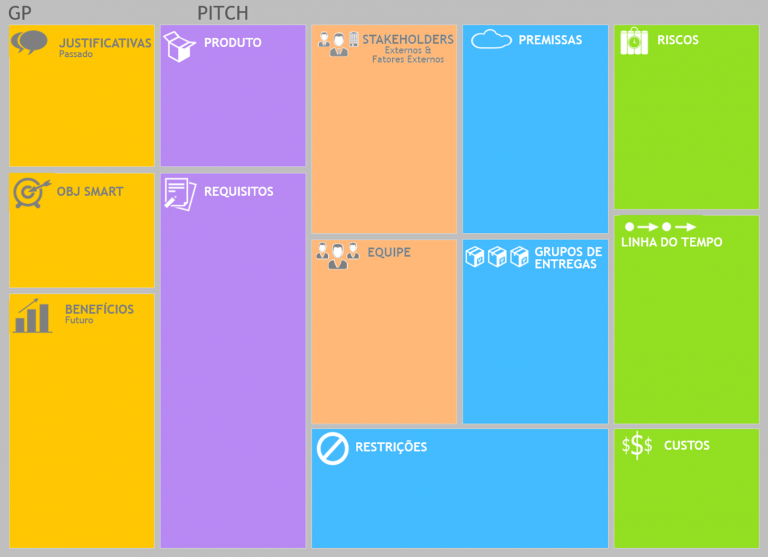 GP
PITCH
JUSTIFICATIVAS
Passado
PRODUTO
STAKEHOLDERS
Externos &
Fatores Externos
PREMISSAS
RISCOS
OBJ SMART
REQUISITOS
LINHA DO TEMPO
EQUIPE
GRUPOS DE
ENTREGAS
BENEFÍCIOS
Futuro
RESTRIÇÕES
$$$
CUSTOS